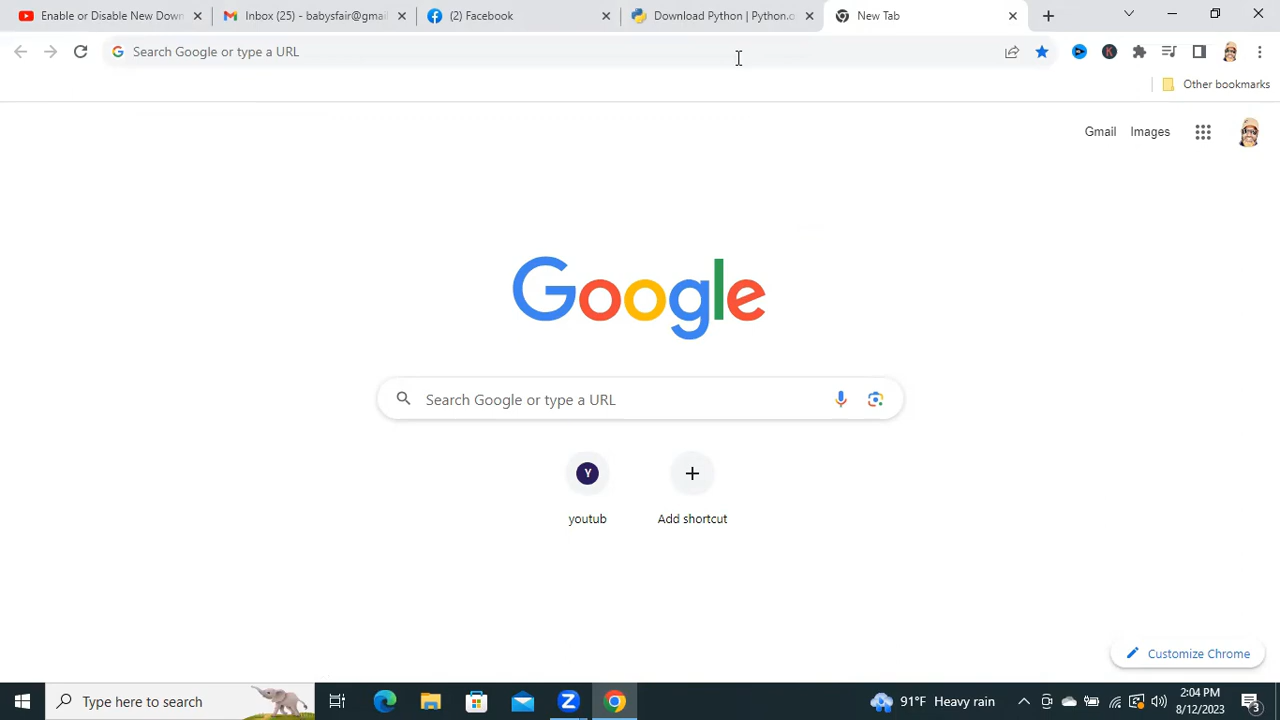 Enable or Disable New Down
Inbox (25) - babysfair@gmail
(2) Facebook
Download Python | Python.o
New Tab
Search Google or type a URL
K
Other bookmarks
Gmail
Images
Google
Search Google or type a URL
Y
youtub
Add shortcut
Customize Chrome
Type here to search
91°F Heavy rain
2:04 PM
8/12/2023
3